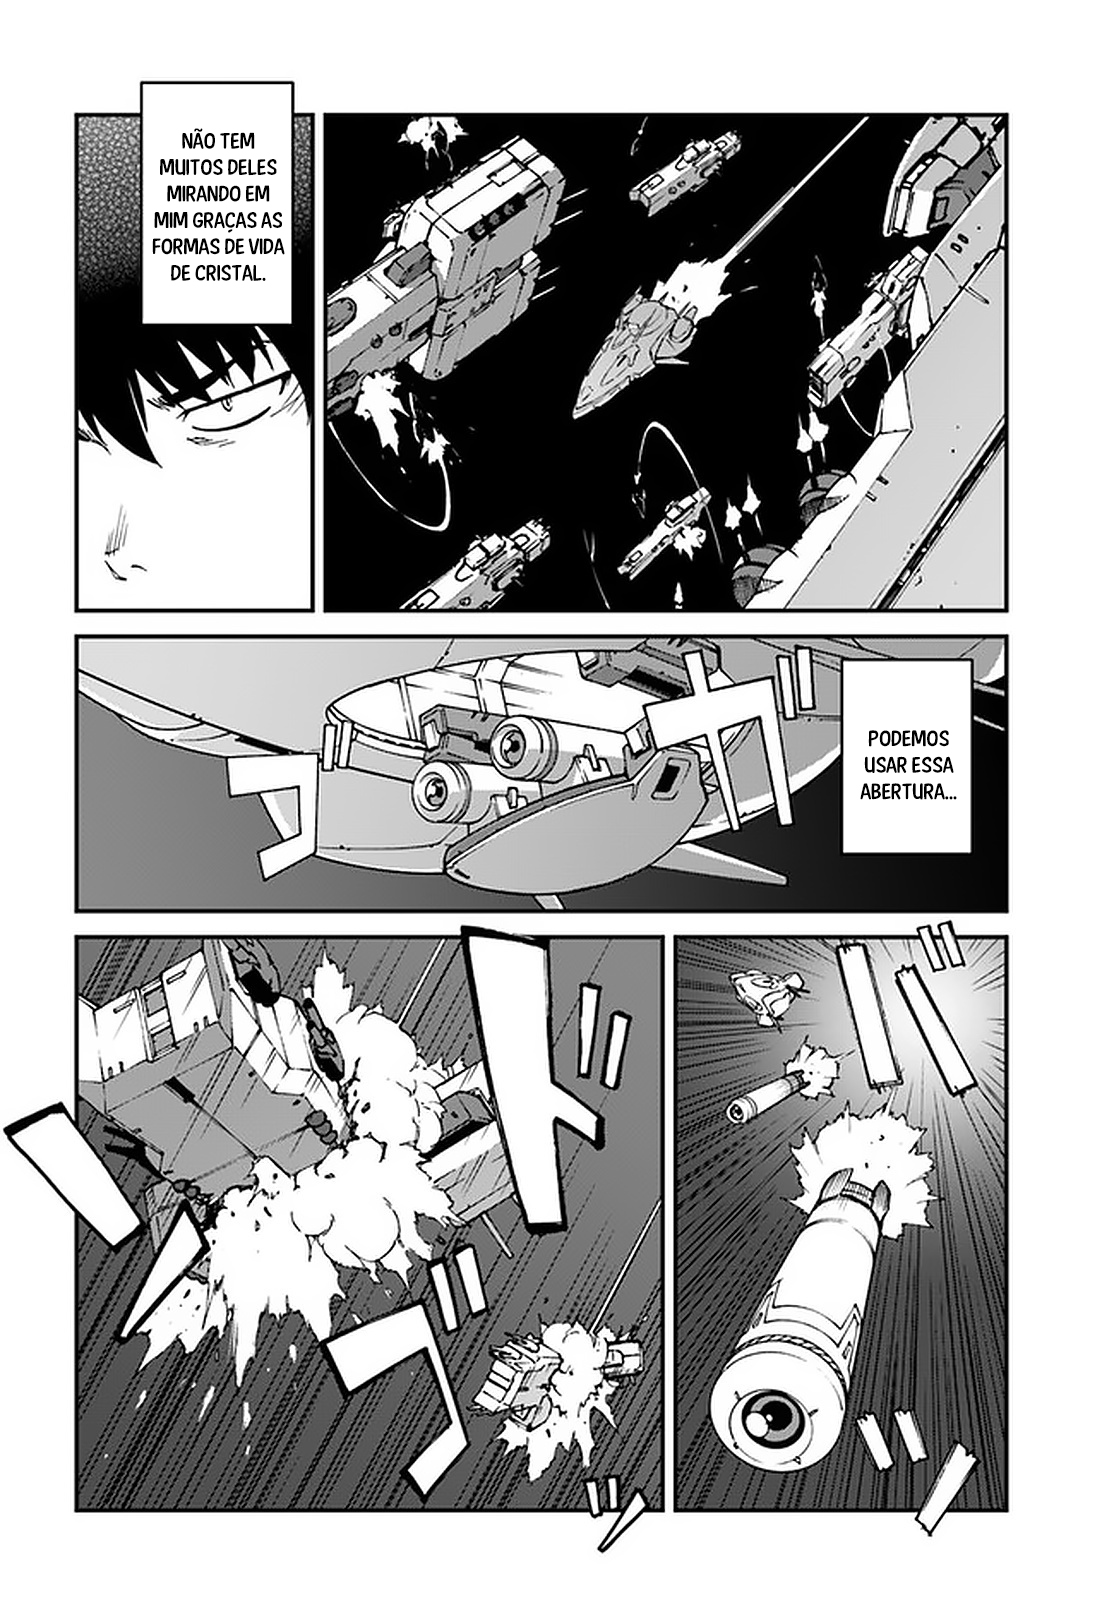 NÃO TEM
MUITOS DELES
MIRANDO EM
MIM GRAÇAS AS
FORMAS DE VIDA
DE CRISTAL.
PODEMOS
USAR ESSA
ABERTURA...